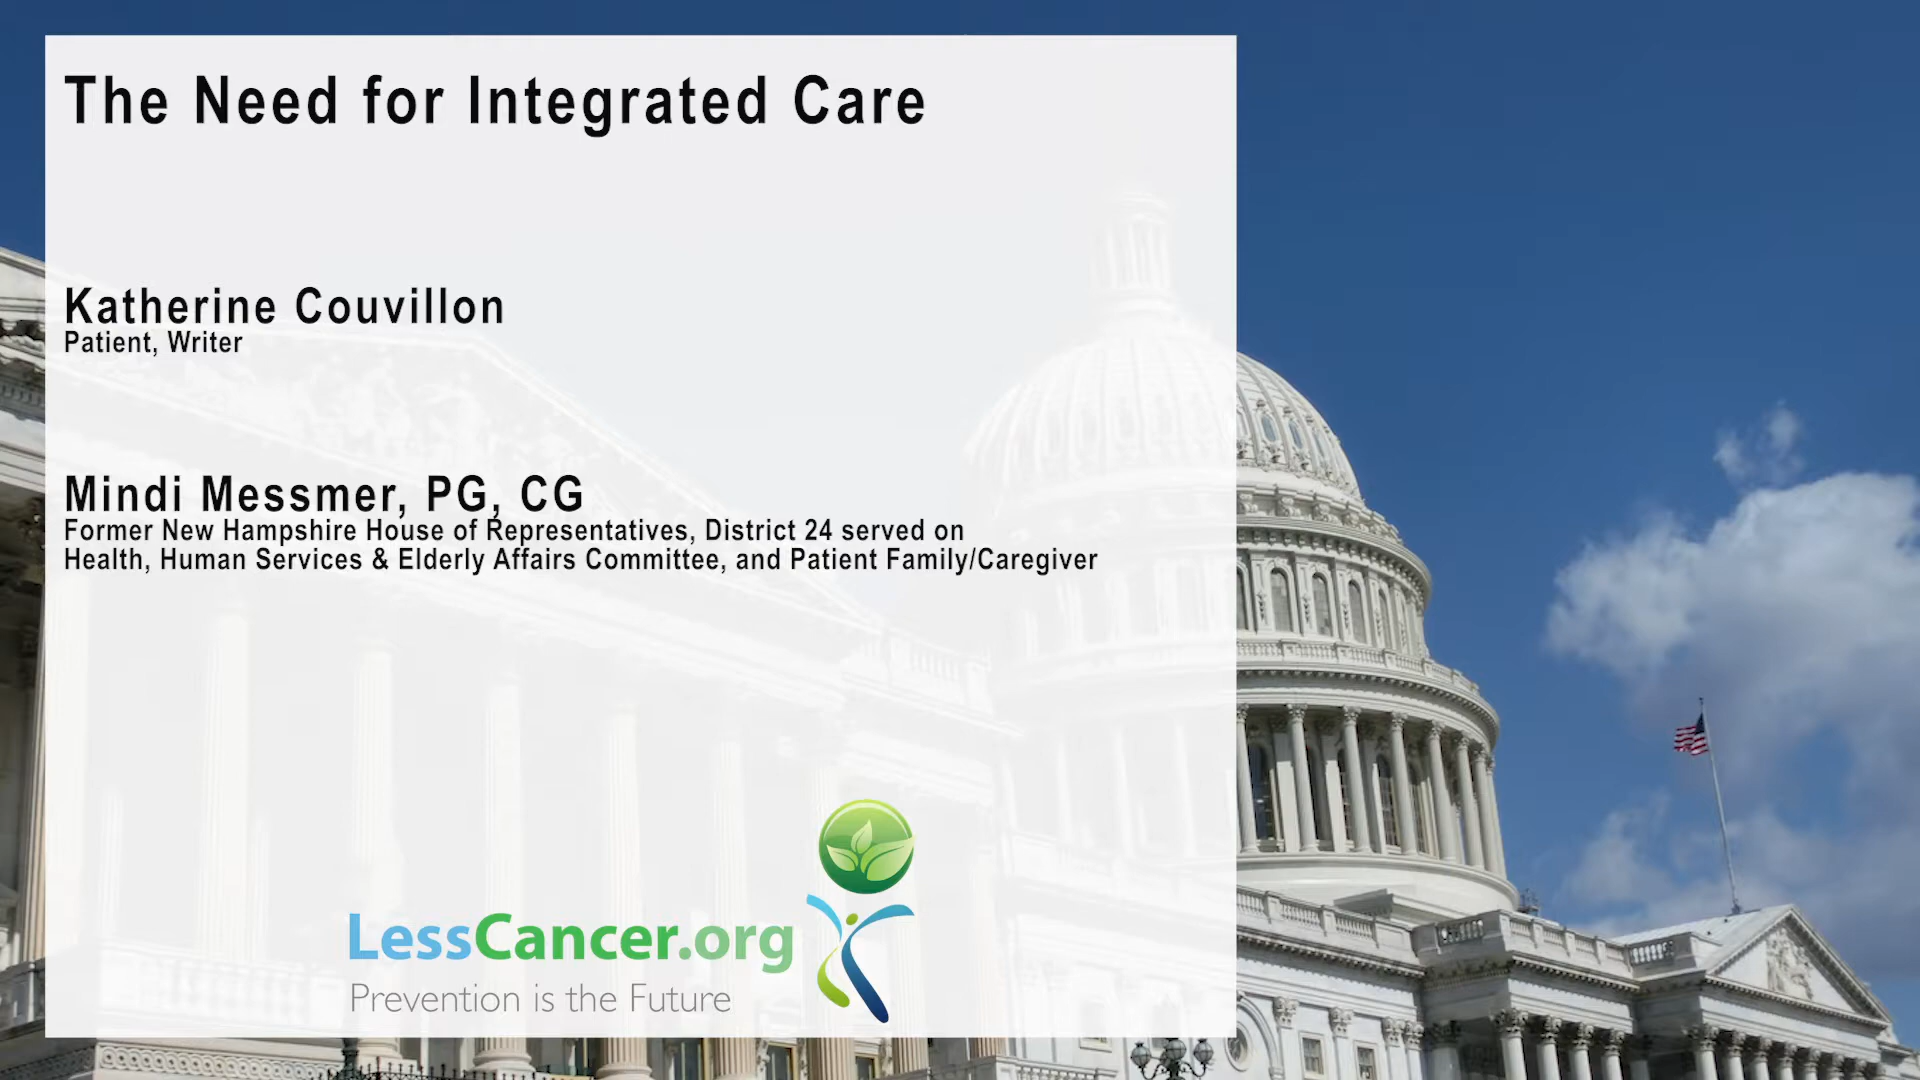 The Need for Integrated Care
Katherine Couvillon
Patient, Writer
Mindi Messmer, PG, CG
Former New Hampshire House of Representatives, District 24 served on
Health, Human Services & Elderly Affairs Committee, and Patient Family/Caregiver
LessCancer.org
Prevention is the Future